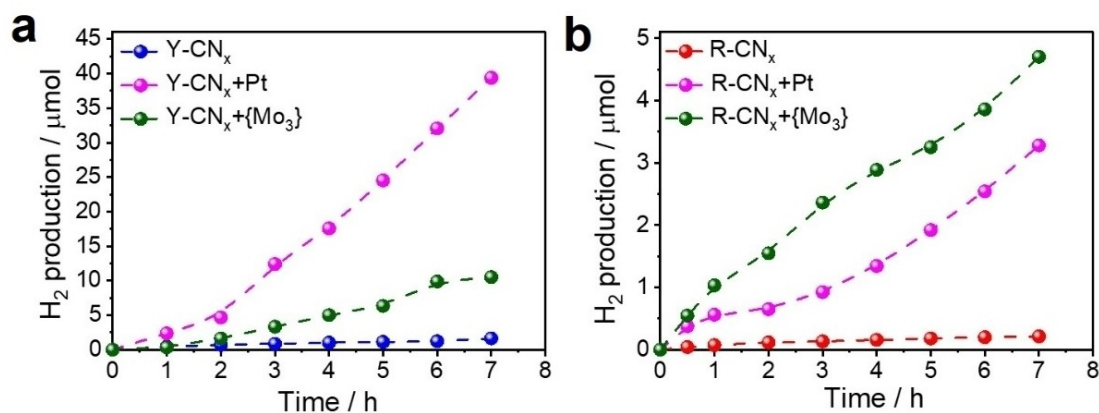 a
H₂ production / μmol
45
40
35
30
25
20
15
10
5
0
Y-CNₓ
Y-CNₓ+Pt
Y-CNₓ+{Mo₃}
0 1 2 3 4 5 6 7 8
Time / h
b
H₂ production / μmol
5
4
3
2
1
0
R-CNₓ
R-CNₓ+Pt
R-CNₓ+{Mo₃}
0 1 2 3 4 5 6 7 8
Time / h